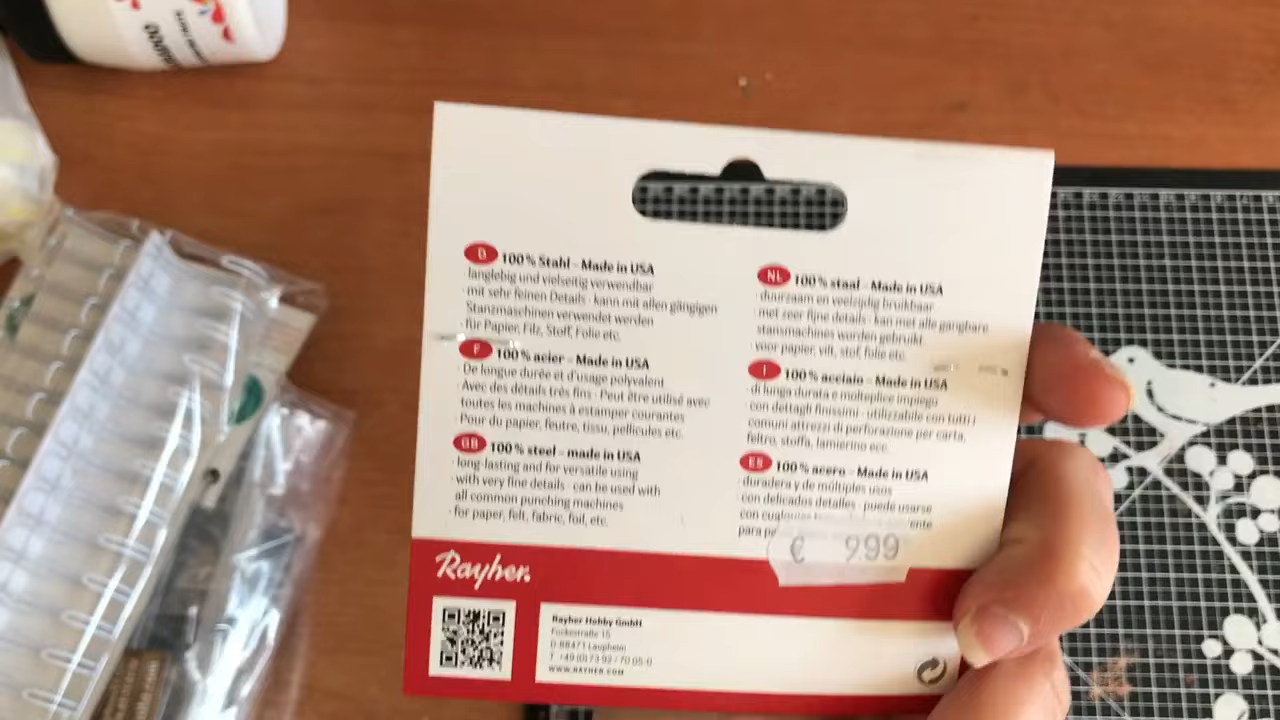 D 100 % Stahl – Made in USA
· langlebig und vielseitig verwendbar
· mit sehr feinen Details · kann mit allen gängigen
Stanzmaschinen verwendet werden
· für Papier, Filz, Stoff, Folie etc.
F 100 % acier – Made in USA
· De longue durée et d'usage polyvalent
· Avec des détails très fins · Peut être utilisé avec
toutes les machines à estamper courantes
· Pour du papier, feutre, tissu, pellicules etc.
GB 100 % steel – made in USA
· long-lasting and for versatile using
· with very fine details · can be used with
all common punching machines
· for paper, felt, fabric, foil, etc.
NL 100 % staal – Made in USA
· duurzaam en veelzijdig bruikbaar
· met zeer fijne details · kan met alle gangbare
stansmachines worden gebruikt
· voor papier, vilt, stof, folie etc.
I 100 % acciaio – Made in USA
di lunga durata e molteplice impiego
con dettagli finissimi · utilizzabile con tutti i
comuni attrezzi di perforazione per carta,
feltro, stoffa, lamierino ecc.
ES 100 % acero – Made in USA
duradera y de múltiples usos
con delicados detalles · puede usarse
con
para
€ 999
Rayher.
Rayher Hobby GmbH
Fockestraße 15
D-88471 Laupheim
T +49 (0) 73 92 / 70 05-0
WWW.RAYHER.COM